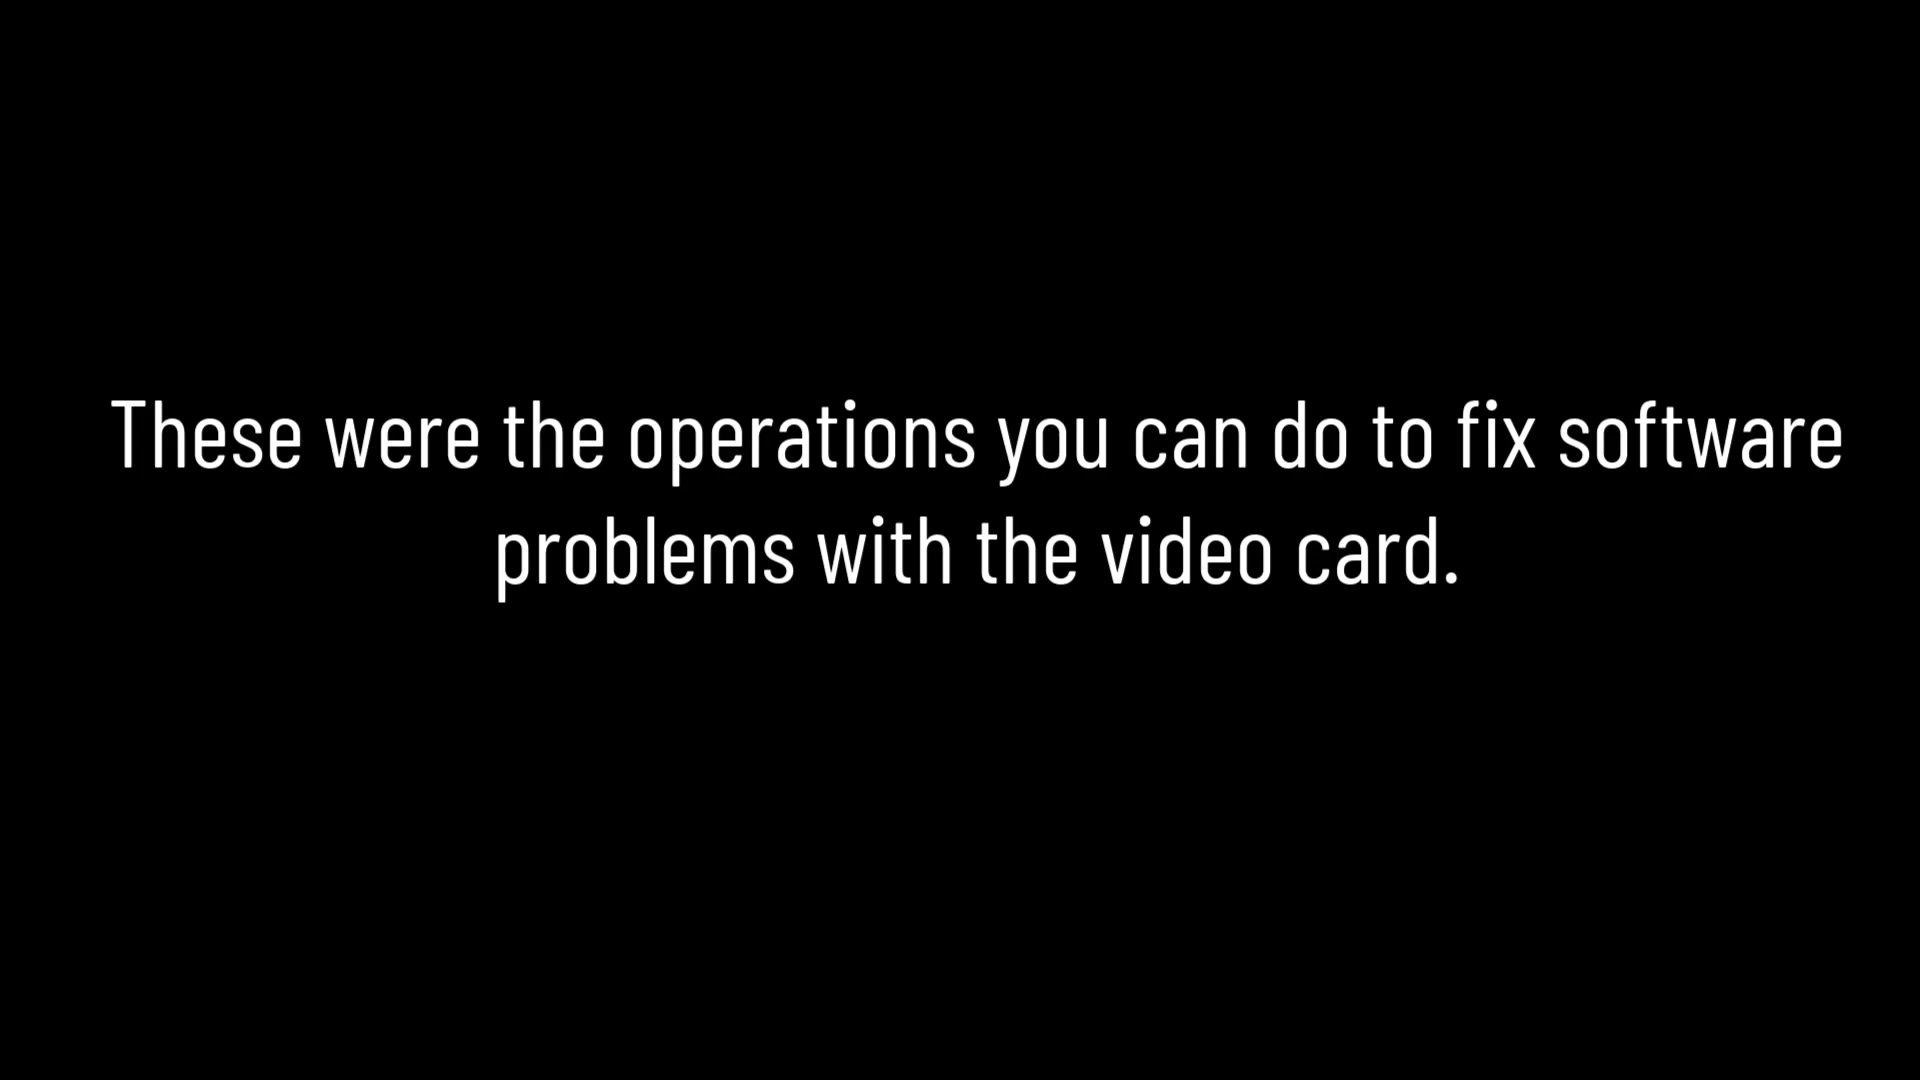 These were the operations you can do to fix software
problems with the video card.